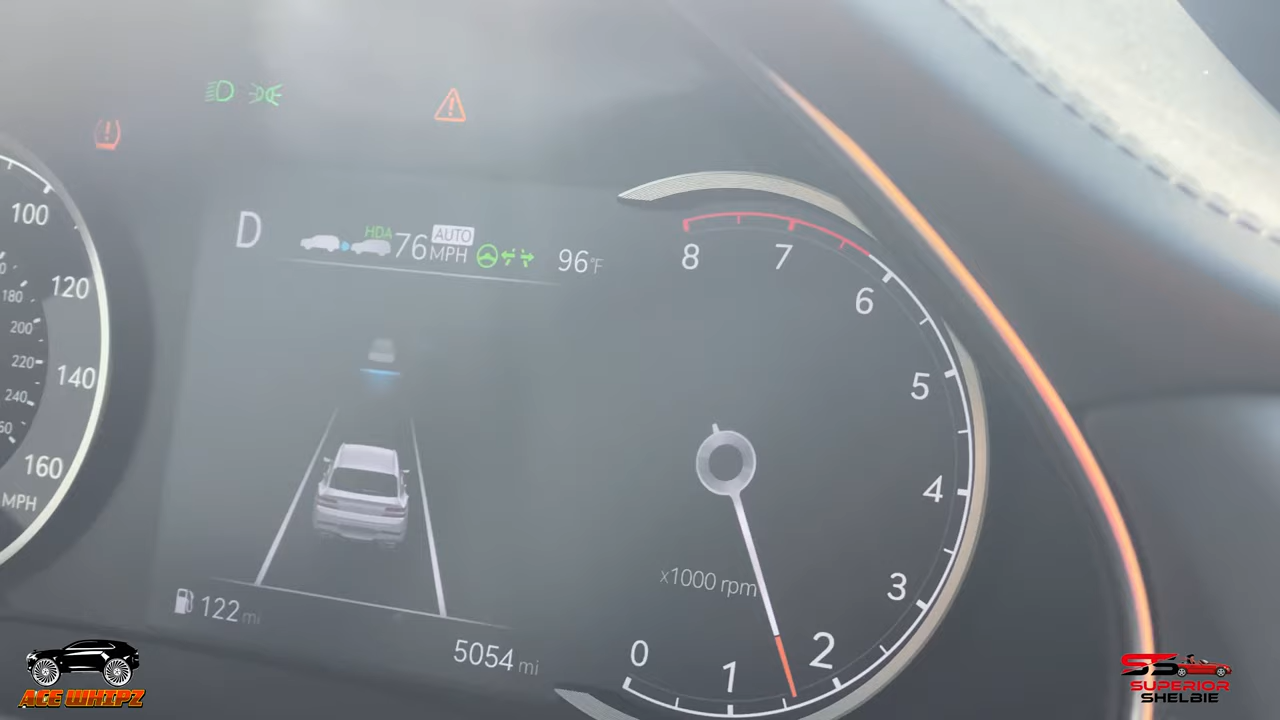 D
HDA
76 MPH
AUTO
96°F
100
120
140
160
MPH
180
200
220
240
8
7
6
5
4
3
2
1
0
x1000 rpm
122 mi
5054 mi
ACE WHIPZ
SS
SUPERIOR
SHELBIE